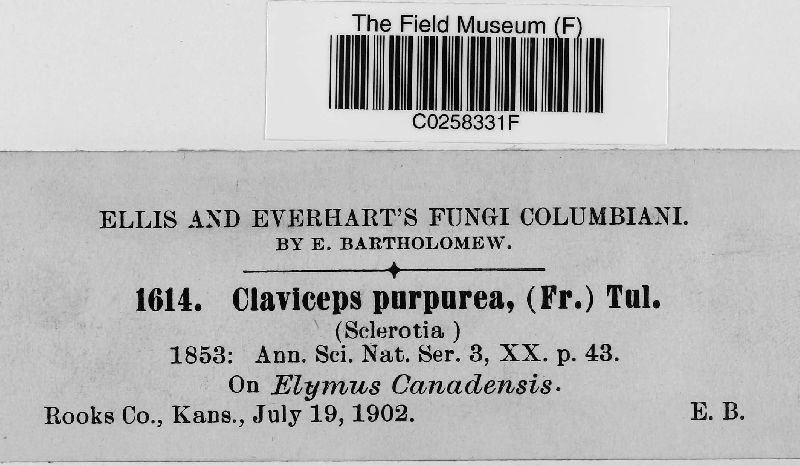 The Field Museum (F)
C0258331F
ELLIS AND EVERHART'S FUNGI COLUMBIANI.
BY E. BARTHOLOMEW.
1614. Claviceps purpurea, (Fr.) Tul.
(Sclerotia )
1853: Ann. Sci. Nat. Ser. 3, XX. p. 43.
On Elymus Canadensis.
Rooks Co., Kans., July 19, 1902. E. B.